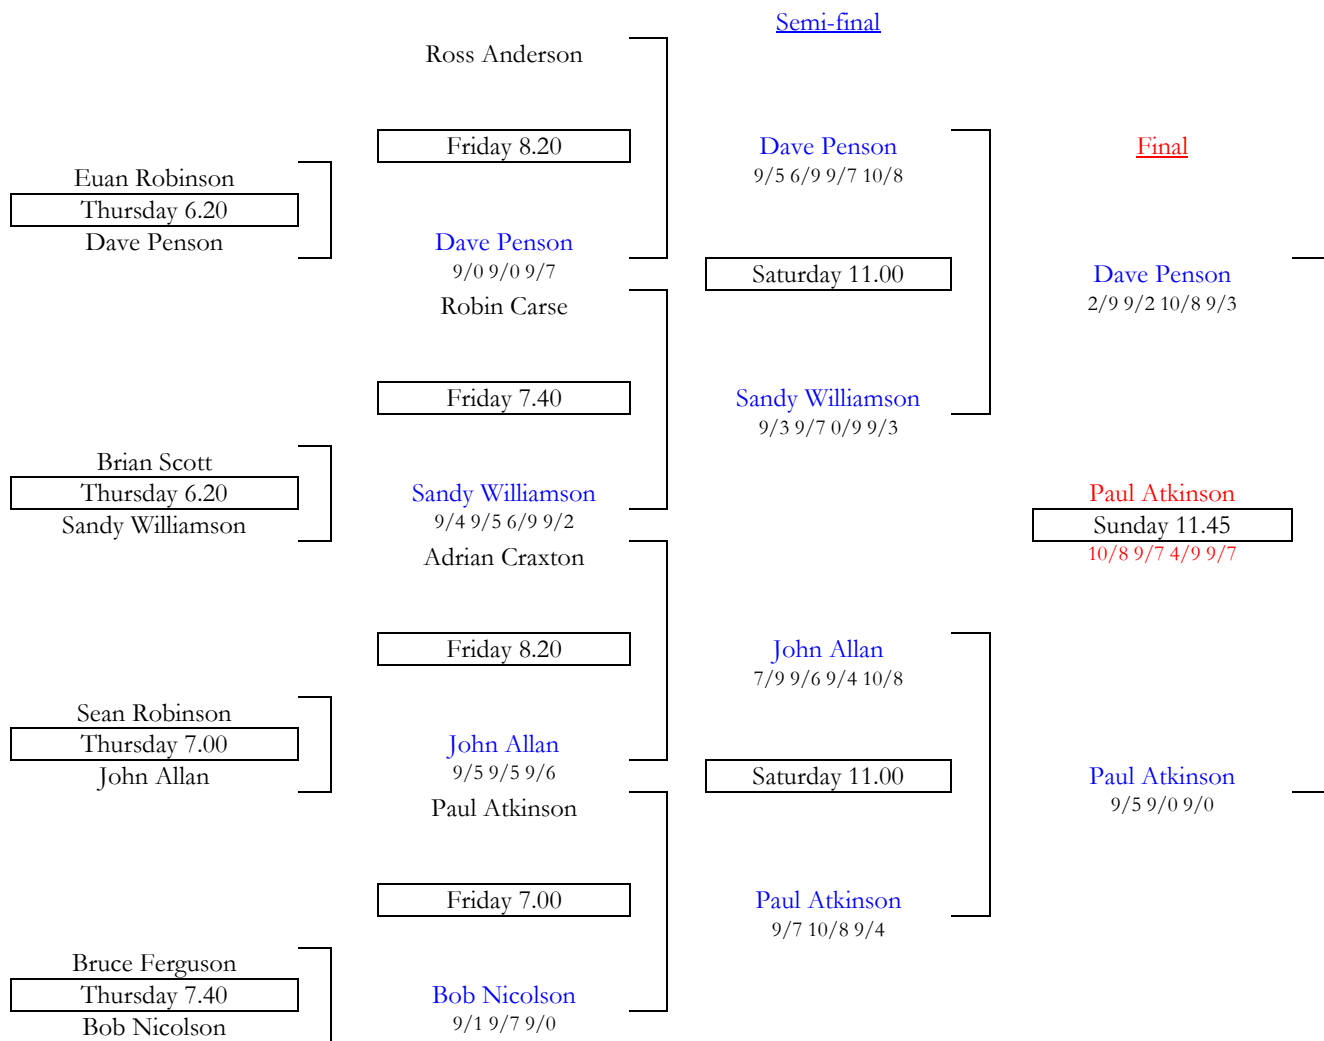 Semi-final
Ross Anderson
Friday 8.20
Dave Penson
Final
9/5 6/9 9/7 10/8
Euan Robinson
Thursday 6.20
Dave Penson
Dave Penson
9/0 9/0 9/7
Saturday 11.00
Dave Penson
2/9 9/2 10/8 9/3
Robin Carse
Friday 7.40
Sandy Williamson
9/3 9/7 0/9 9/3
Brian Scott
Thursday 6.20
Sandy Williamson
Sandy Williamson
9/4 9/5 6/9 9/2
Paul Atkinson
Sunday 11.45
10/8 9/7 4/9 9/7
Adrian Craxton
Friday 8.20
John Allan
7/9 9/6 9/4 10/8
Sean Robinson
Thursday 7.00
John Allan
John Allan
9/5 9/5 9/6
Saturday 11.00
Paul Atkinson
9/5 9/0 9/0
Paul Atkinson
Friday 7.00
Paul Atkinson
9/7 10/8 9/4
Bruce Ferguson
Thursday 7.40
Bob Nicolson
Bob Nicolson
9/1 9/7 9/0